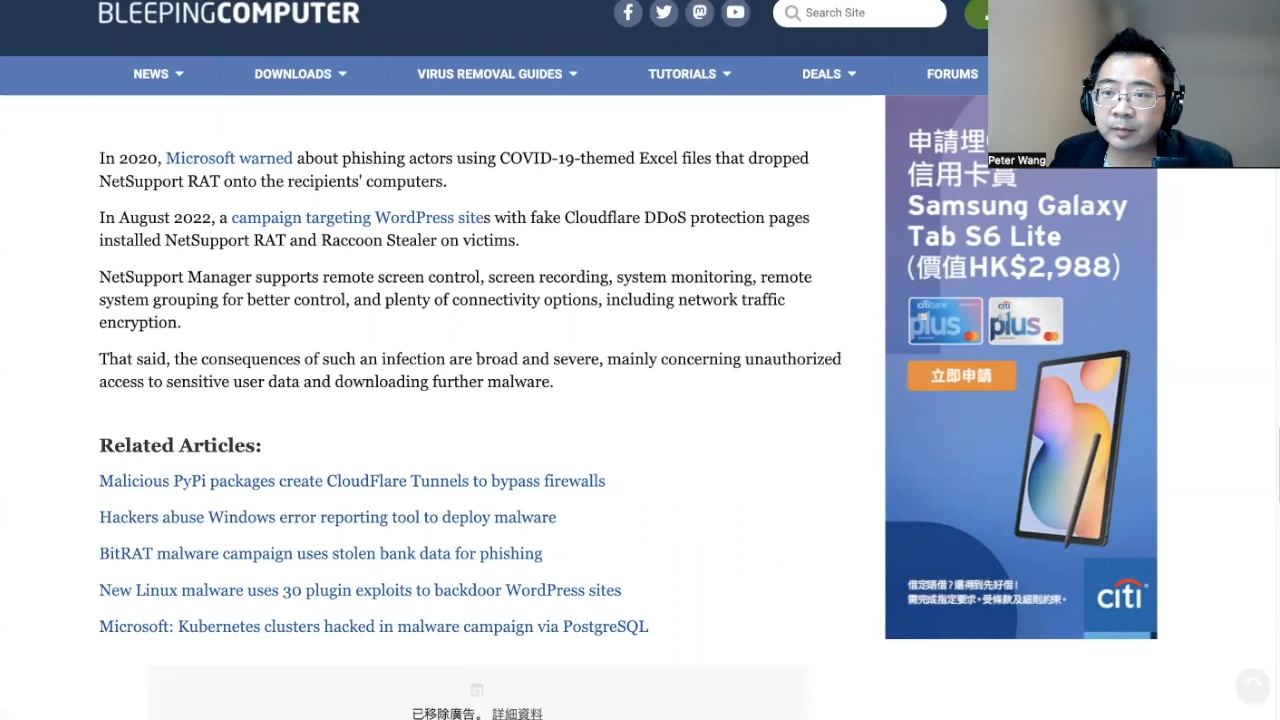 BLEEPINGCOMPUTER
Search Site
NEWS
DOWNLOADS
VIRUS REMOVAL GUIDES
TUTORIALS
DEALS
FORUMS
Peter Wang
In 2020, Microsoft warned about phishing actors using COVID-19-themed Excel files that dropped
NetSupport RAT onto the recipients' computers.
In August 2022, a campaign targeting WordPress sites with fake Cloudflare DDoS protection pages
installed NetSupport RAT and Raccoon Stealer on victims.
NetSupport Manager supports remote screen control, screen recording, system monitoring, remote
system grouping for better control, and plenty of connectivity options, including network traffic
encryption.
That said, the consequences of such an infection are broad and severe, mainly concerning unauthorized
access to sensitive user data and downloading further malware.
Related Articles:
Malicious PyPi packages create CloudFlare Tunnels to bypass firewalls
Hackers abuse Windows error reporting tool to deploy malware
BitRAT malware campaign uses stolen bank data for phishing
New Linux malware uses 30 plugin exploits to backdoor WordPress sites
Microsoft: Kubernetes clusters hacked in malware campaign via PostgreSQL
已移除廣告。 詳細資料
申請埋
信用卡賞
Samsung Galaxy
Tab S6 Lite
(價值HK$2,988)
citibank
plus
citi
plus
立即申請
借定唔借？還得到先好借！
需完成指定要求。受條款及細則約束。
citi